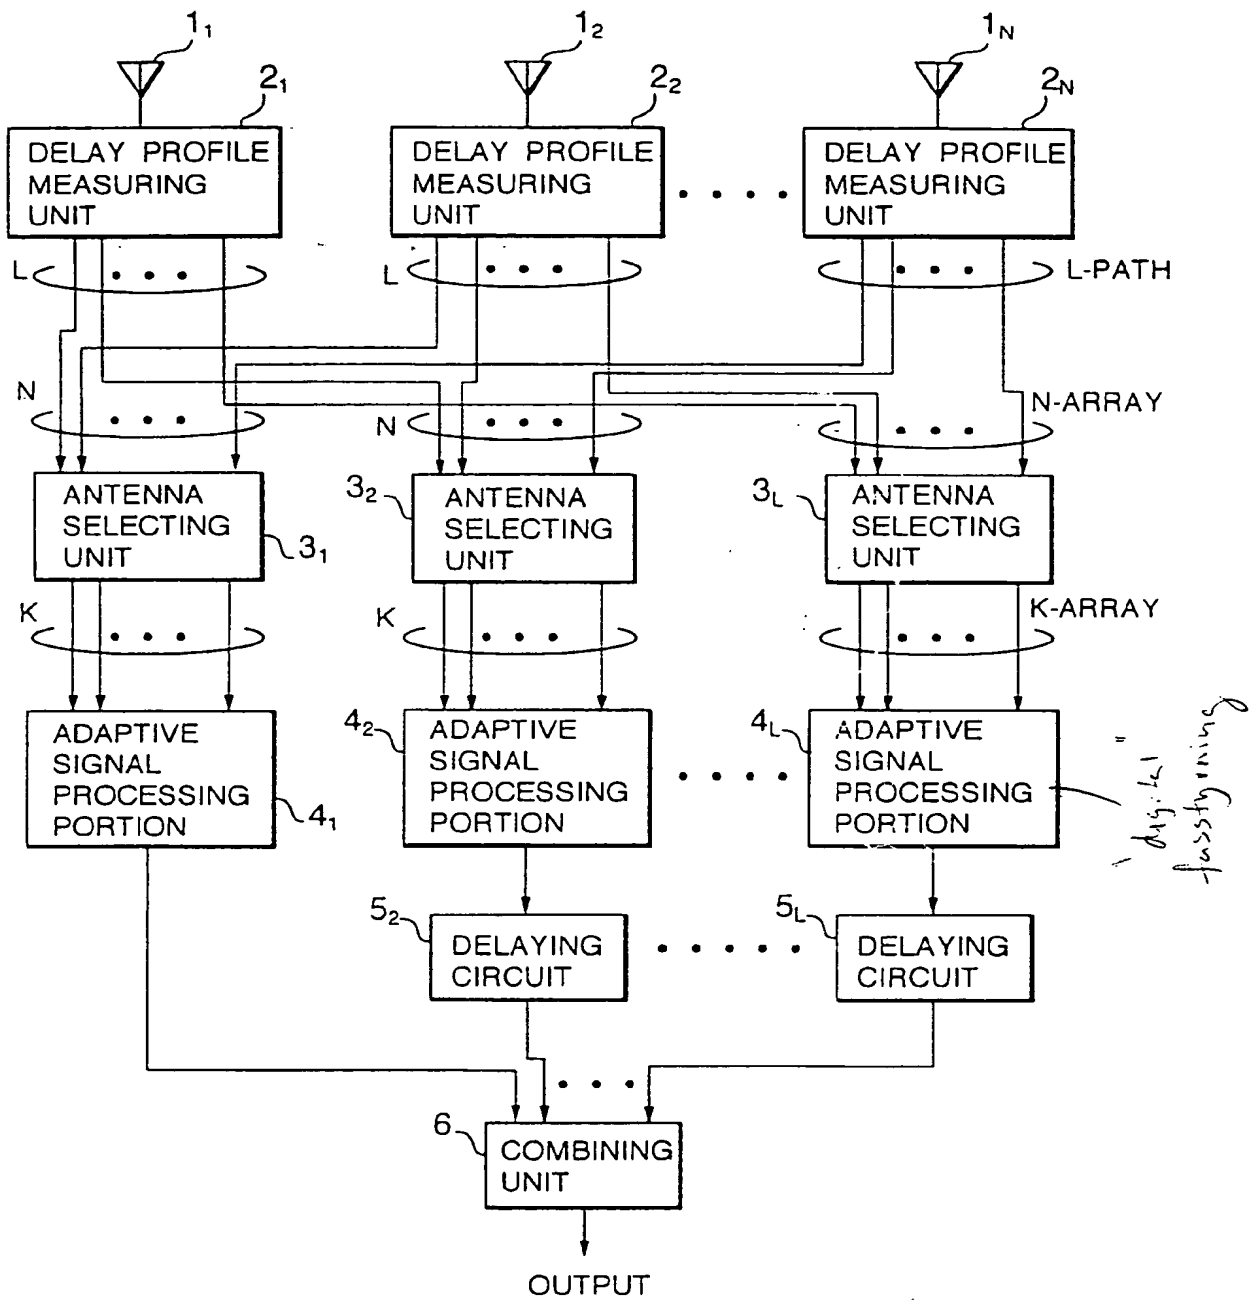 1₁ 1₂ 1N
2₁ 2₂ 2N
DELAY PROFILE
MEASURING
UNIT
DELAY PROFILE
MEASURING
UNIT
DELAY PROFILE
MEASURING
UNIT
L L L-PATH
N N N-ARRAY
ANTENNA
SELECTING
UNIT
3₁
3₂
ANTENNA
SELECTING
UNIT
3L
ANTENNA
SELECTING
UNIT
K K K-ARRAY
ADAPTIVE
SIGNAL
PROCESSING
PORTION
4₁
4₂
ADAPTIVE
SIGNAL
PROCESSING
PORTION
4L
ADAPTIVE
SIGNAL
PROCESSING
PORTION
"digital"
fasstyrning
5₂
DELAYING
CIRCUIT
5L
DELAYING
CIRCUIT
6
COMBINING
UNIT
OUTPUT